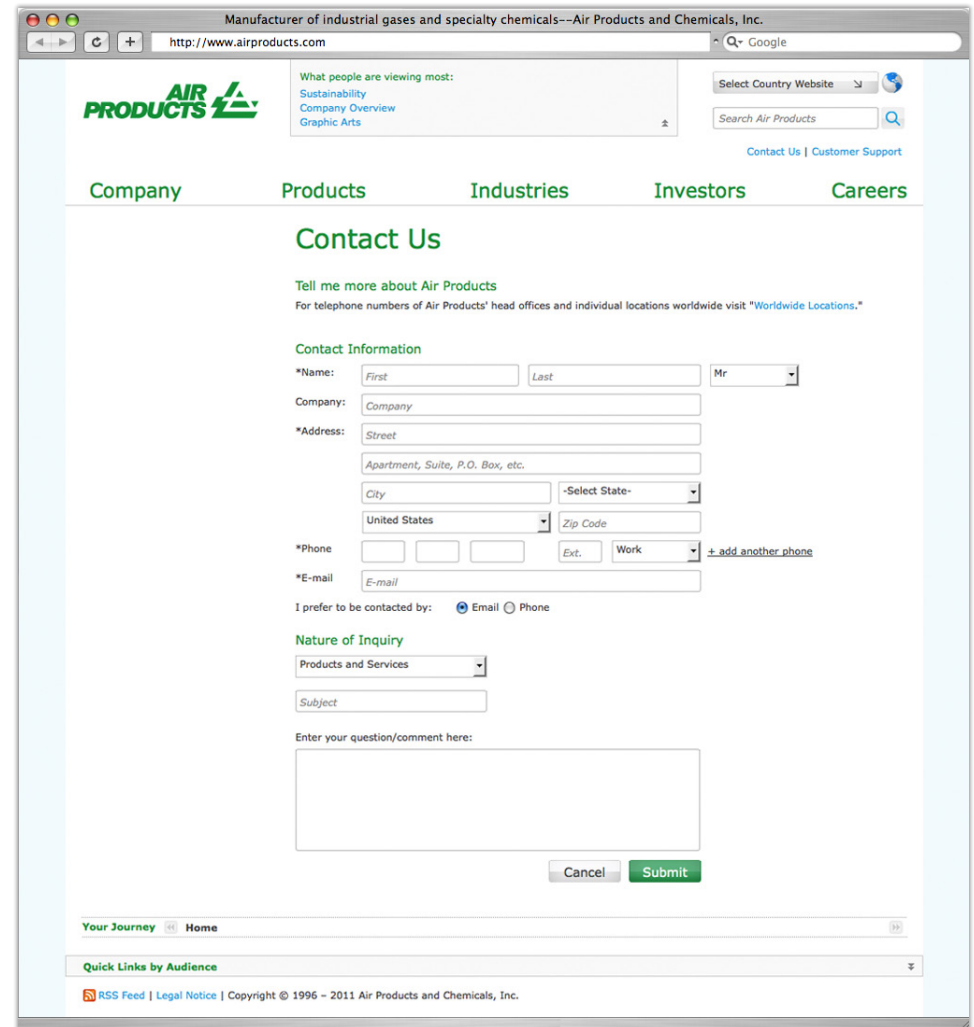 Manufacturer of industrial gases and specialty chemicals--Air Products and Chemicals, Inc.
http://www.airproducts.com
Google
AIR
PRODUCTS
What people are viewing most:
Sustainability
Company Overview
Graphic Arts
Select Country Website
Search Air Products
Contact Us | Customer Support
Company Products Industries Investors Careers
Contact Us
Tell me more about Air Products
For telephone numbers of Air Products' head offices and individual locations worldwide visit "Worldwide Locations."
Contact Information
*Name: First Last Mr
Company: Company
*Address: Street
Apartment, Suite, P.O. Box, etc.
City -Select State-
United States Zip Code
*Phone Ext. Work + add another phone
*E-mail E-mail
I prefer to be contacted by: Email Phone
Nature of Inquiry
Products and Services
Subject
Enter your question/comment here:
Cancel Submit
Your Journey Home
Quick Links by Audience
RSS Feed | Legal Notice | Copyright © 1996 – 2011 Air Products and Chemicals, Inc.